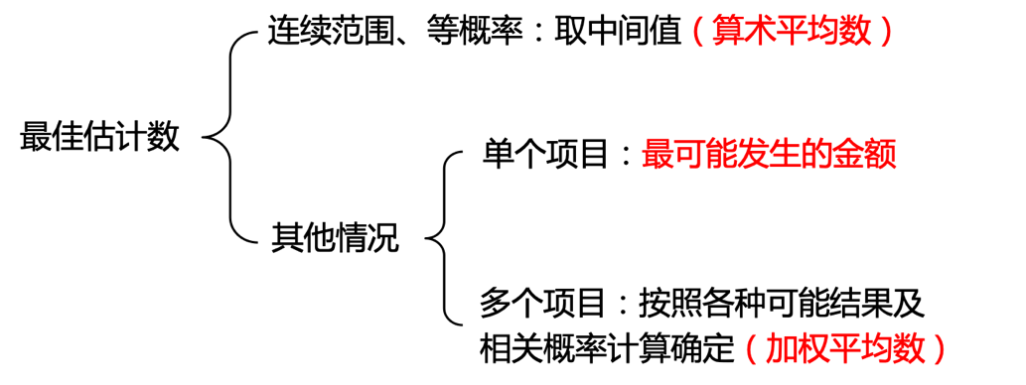 连续范围、等概率：取中间值（算术平均数）
最佳估计数
单个项目：最可能发生的金额
其他情况
多个项目：按照各种可能结果及
相关概率计算确定（加权平均数）